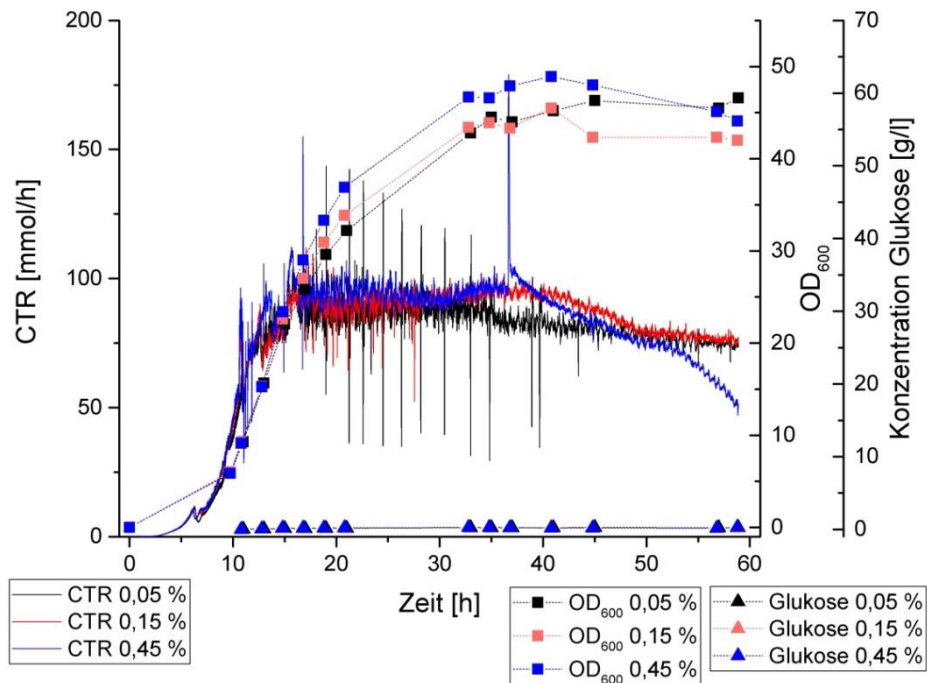 200
150
100
50
0
CTR [mmol/h]
0
10
20
30
40
50
60
Zeit [h]
50
40
30
20
10
0
OD600
70
60
50
40
30
20
10
0
Konzentration Glukose [g/l]
CTR 0,05 %
CTR 0,15 %
CTR 0,45 %
OD600 0,05 %
OD600 0,15 %
OD600 0,45 %
Glukose 0,05 %
Glukose 0,15 %
Glukose 0,45 %